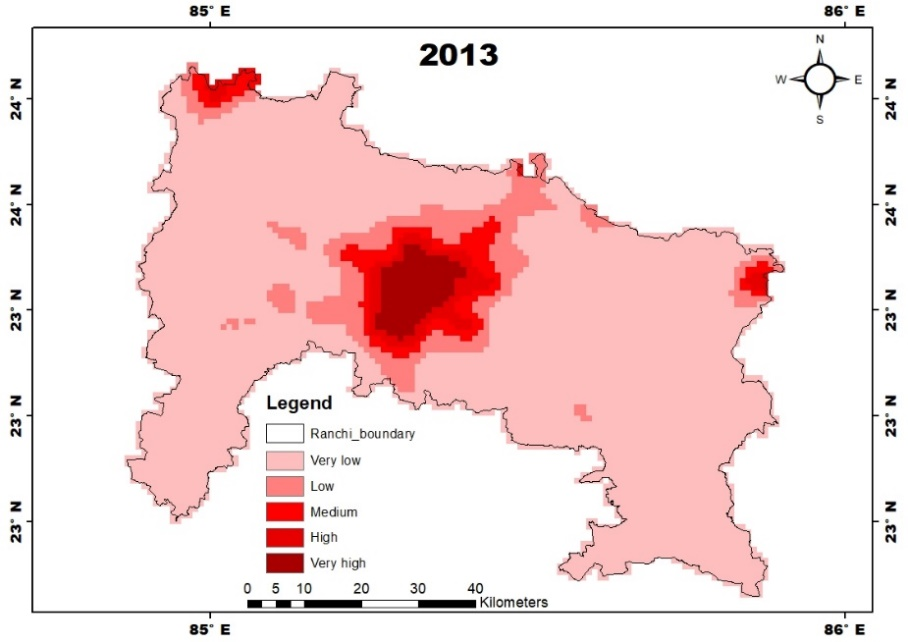 85° E 86° E
2013
N
W E
S
24° N 24° N
24° N 24° N
23° N 23° N
23° N 23° N
23° N 23° N
Legend
Ranchi_boundary
Very low
Low
Medium
High
Very high
0 5 10 20 30 40
Kilometers
85° E 86° E